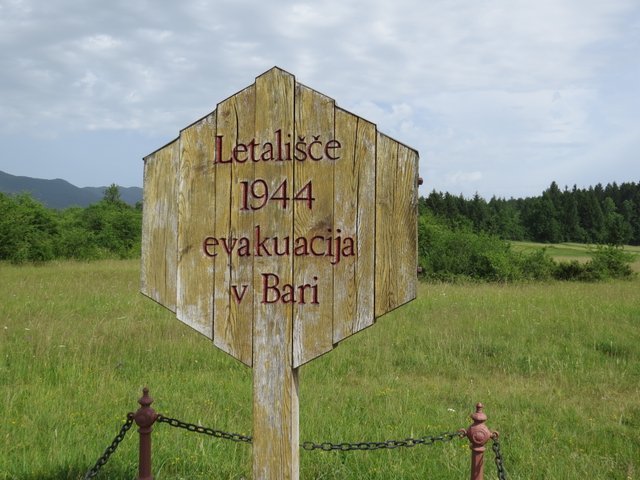 Letališče
1944
evakuacija
v Bari